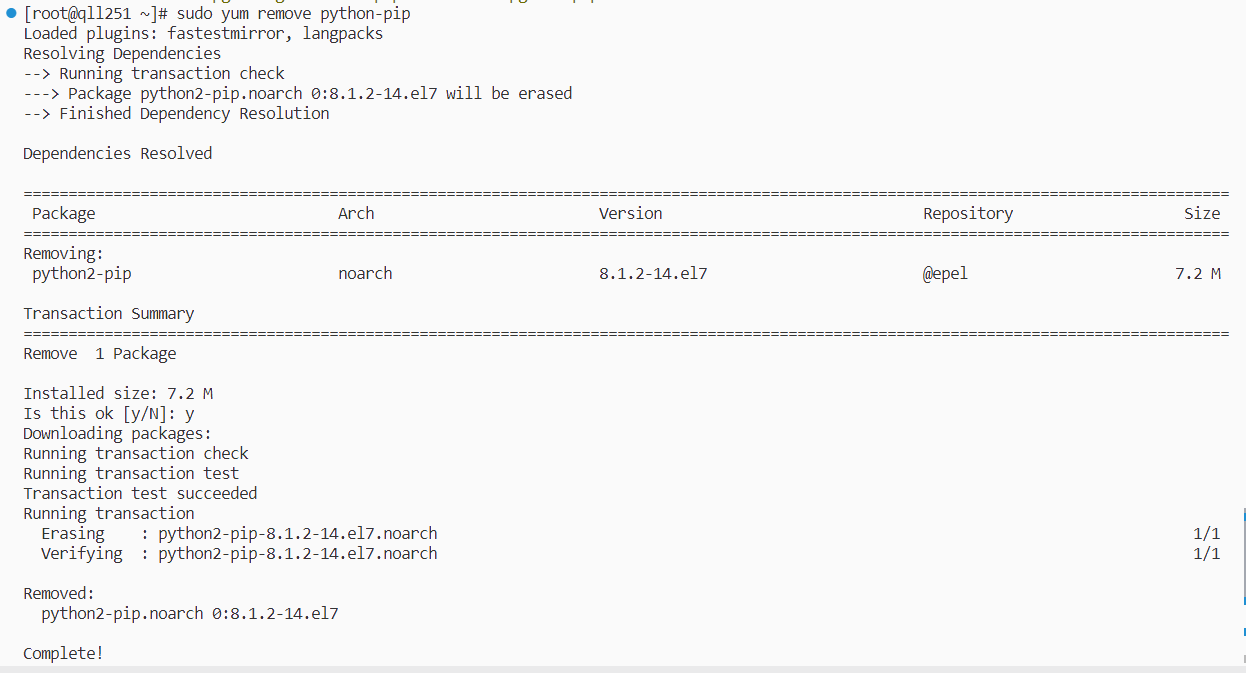 [root@qll251 ~]# sudo yum remove python-pip
Loaded plugins: fastestmirror, langpacks
Resolving Dependencies
--> Running transaction check
---> Package python2-pip.noarch 0:8.1.2-14.el7 will be erased
--> Finished Dependency Resolution
Dependencies Resolved
================================================================================
Package Arch Version Repository Size
================================================================================
Removing:
python2-pip noarch 8.1.2-14.el7 @epel 7.2 M
Transaction Summary
================================================================================
Remove 1 Package
Installed size: 7.2 M
Is this ok [y/N]: y
Downloading packages:
Running transaction check
Running transaction test
Transaction test succeeded
Running transaction
Erasing : python2-pip-8.1.2-14.el7.noarch 1/1
Verifying : python2-pip-8.1.2-14.el7.noarch 1/1
Removed:
python2-pip.noarch 0:8.1.2-14.el7
Complete!